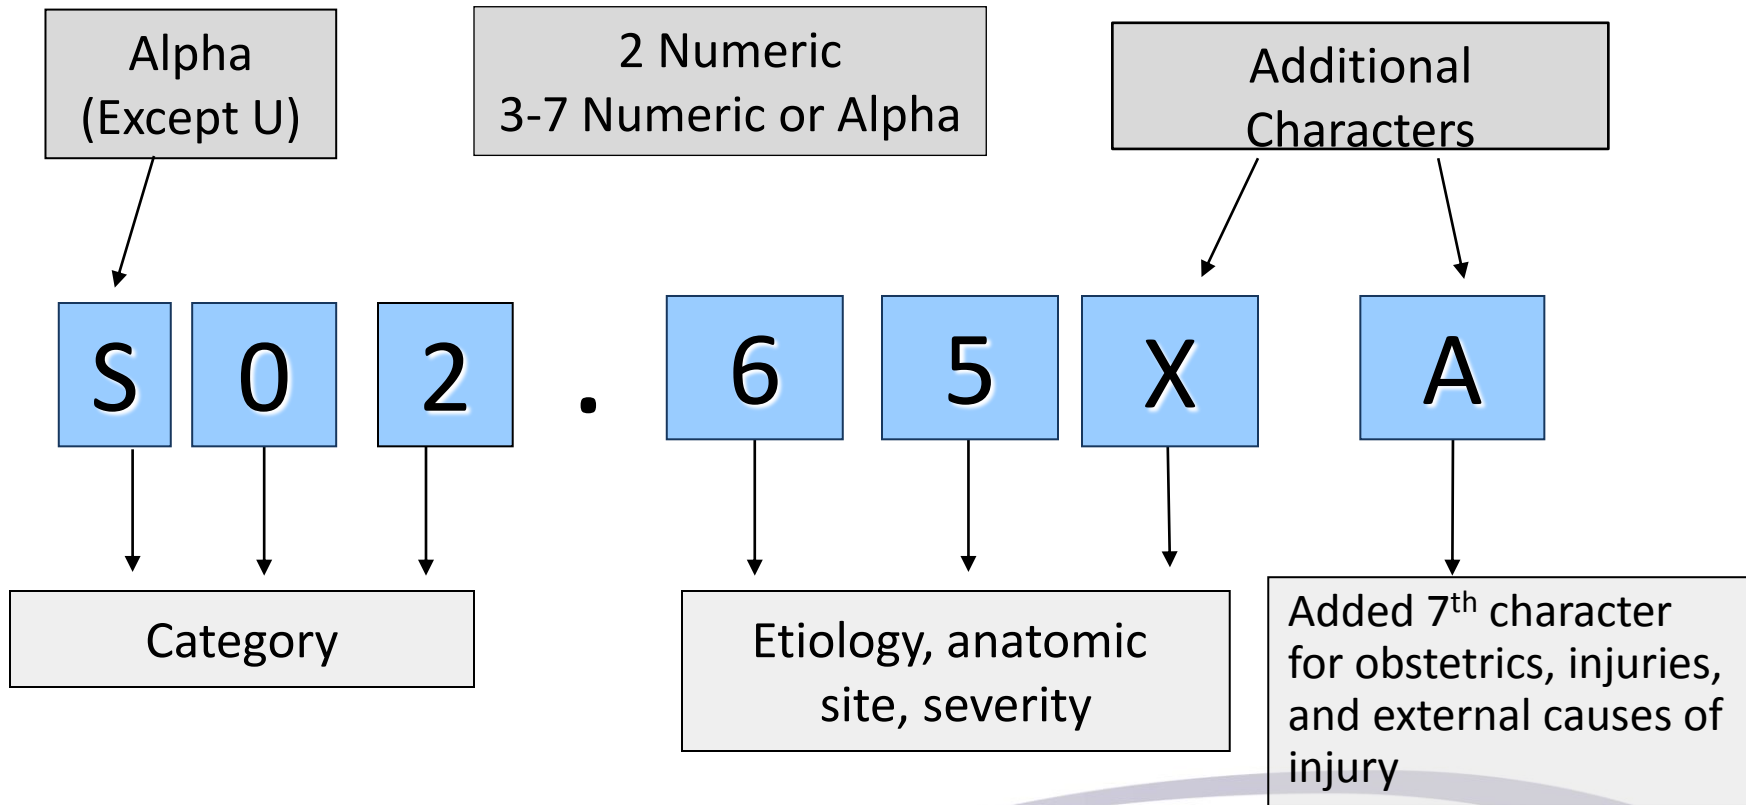 Alpha
(Except U)
2 Numeric
3-7 Numeric or Alpha
Additional
Characters
S 0 2 . 6 5 X A
Category
Etiology, anatomic
site, severity
Added 7th character
for obstetrics, injuries,
and external causes of
injury